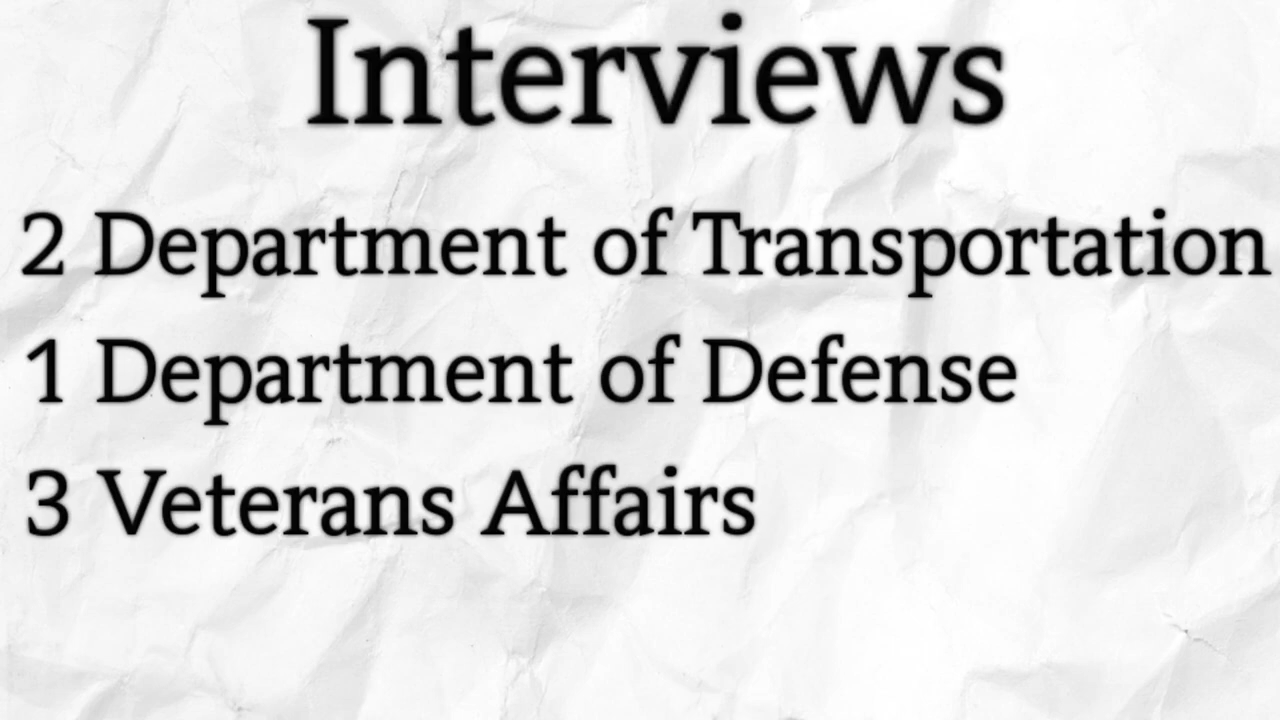 Interviews
2 Department of Transportation
1 Department of Defense
3 Veterans Affairs